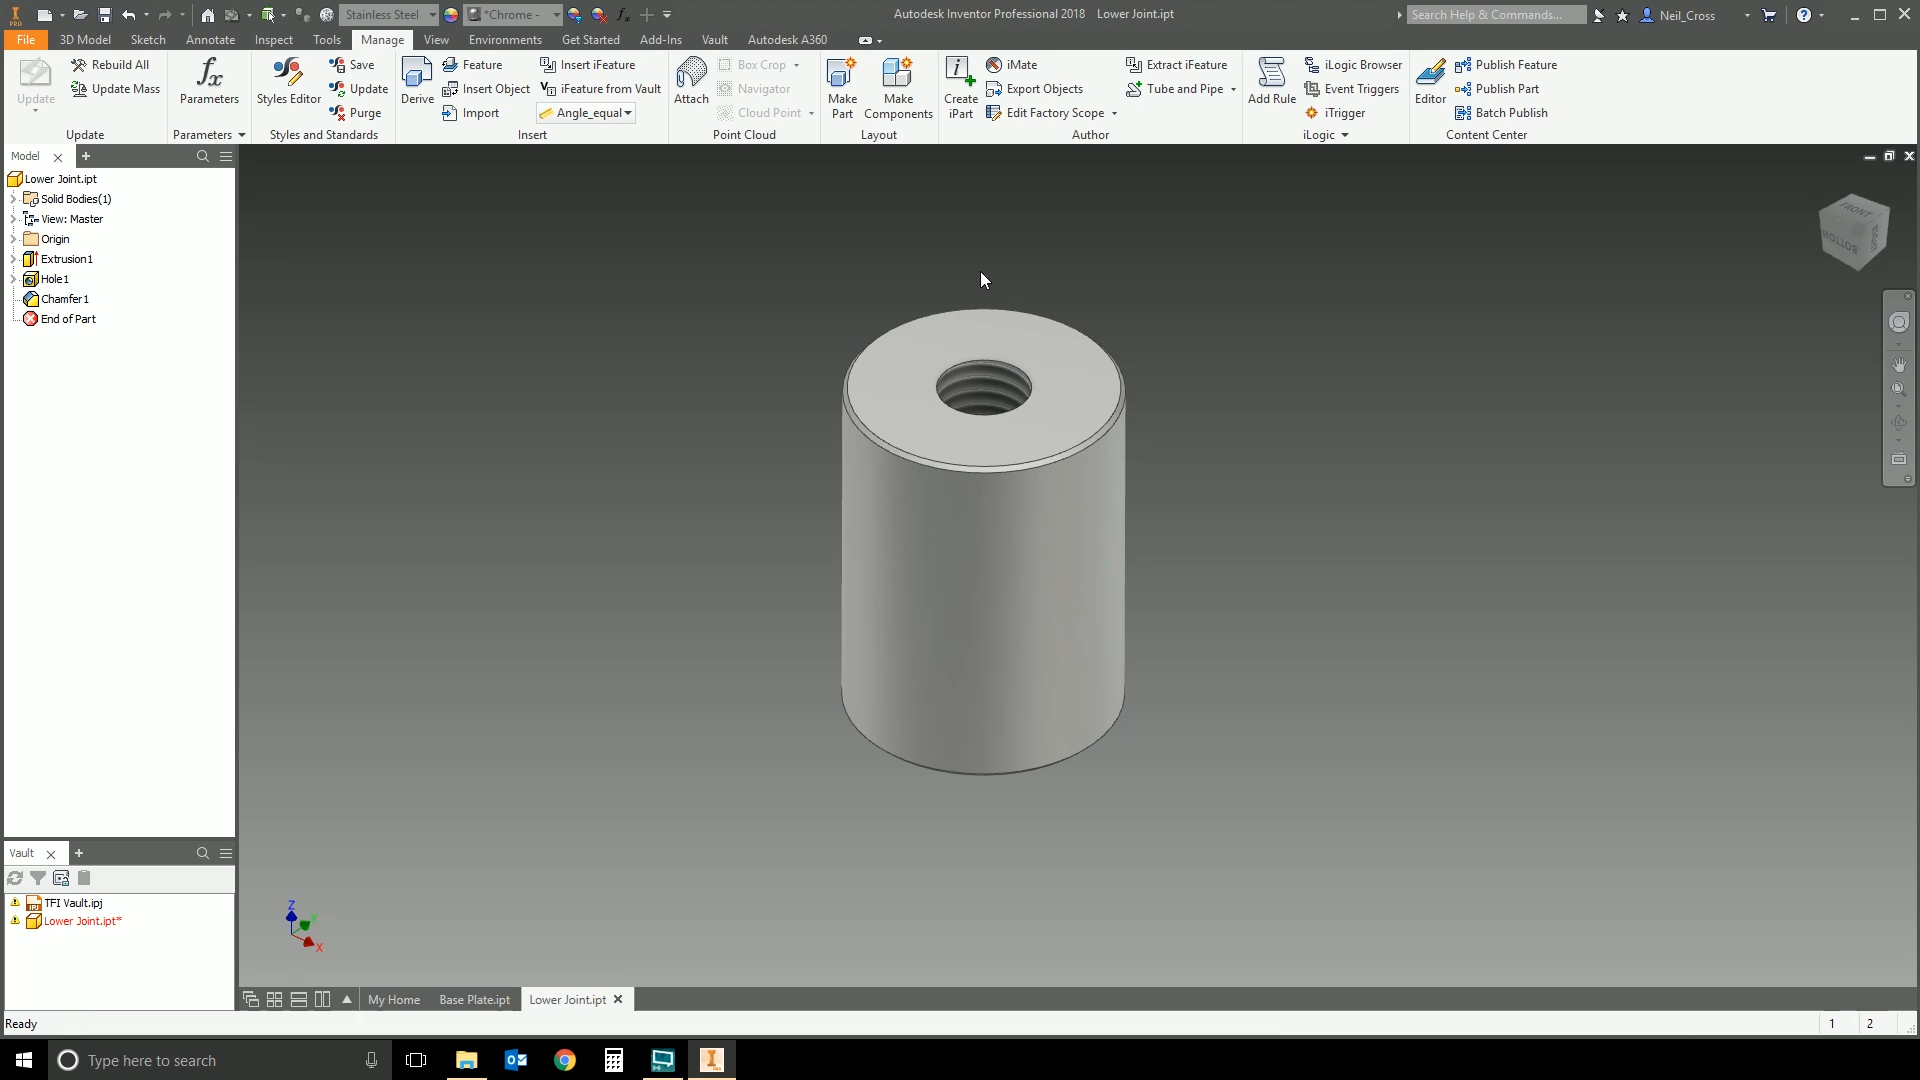 PRO
Stainless Steel
*Chrome -
fx
Autodesk Inventor Professional 2018 Lower Joint.ipt
Search Help & Commands...
Neil_Cross
File 3D Model Sketch Annotate Inspect Tools Manage View Environments Get Started Add-Ins Vault Autodesk A360
Update
Rebuild All
Update Mass
Update
fx
Parameters
Parameters
Styles Editor
Save
Update
Purge
Styles and Standards
Derive
Feature
Insert Object
Import
Insert iFeature
iFeature from Vault
Angle_equal
Insert
Attach
Box Crop
Navigator
Cloud Point
Point Cloud
Make Part
Make Components
Layout
Create iPart
iMate
Export Objects
Edit Factory Scope
Extract iFeature
Tube and Pipe
Author
Add Rule
iLogic Browser
Event Triggers
iTrigger
iLogic
Editor
Publish Feature
Publish Part
Batch Publish
Content Center
Model
Lower Joint.ipt
Solid Bodies(1)
View: Master
Origin
Extrusion1
Hole1
Chamfer1
End of Part
FRONT
BOTTOM
RIGHT
Vault
TFI Vault.ipj
Lower Joint.ipt*
Z
Y
X
My Home Base Plate.ipt Lower Joint.ipt
Ready
1 2
Type here to search